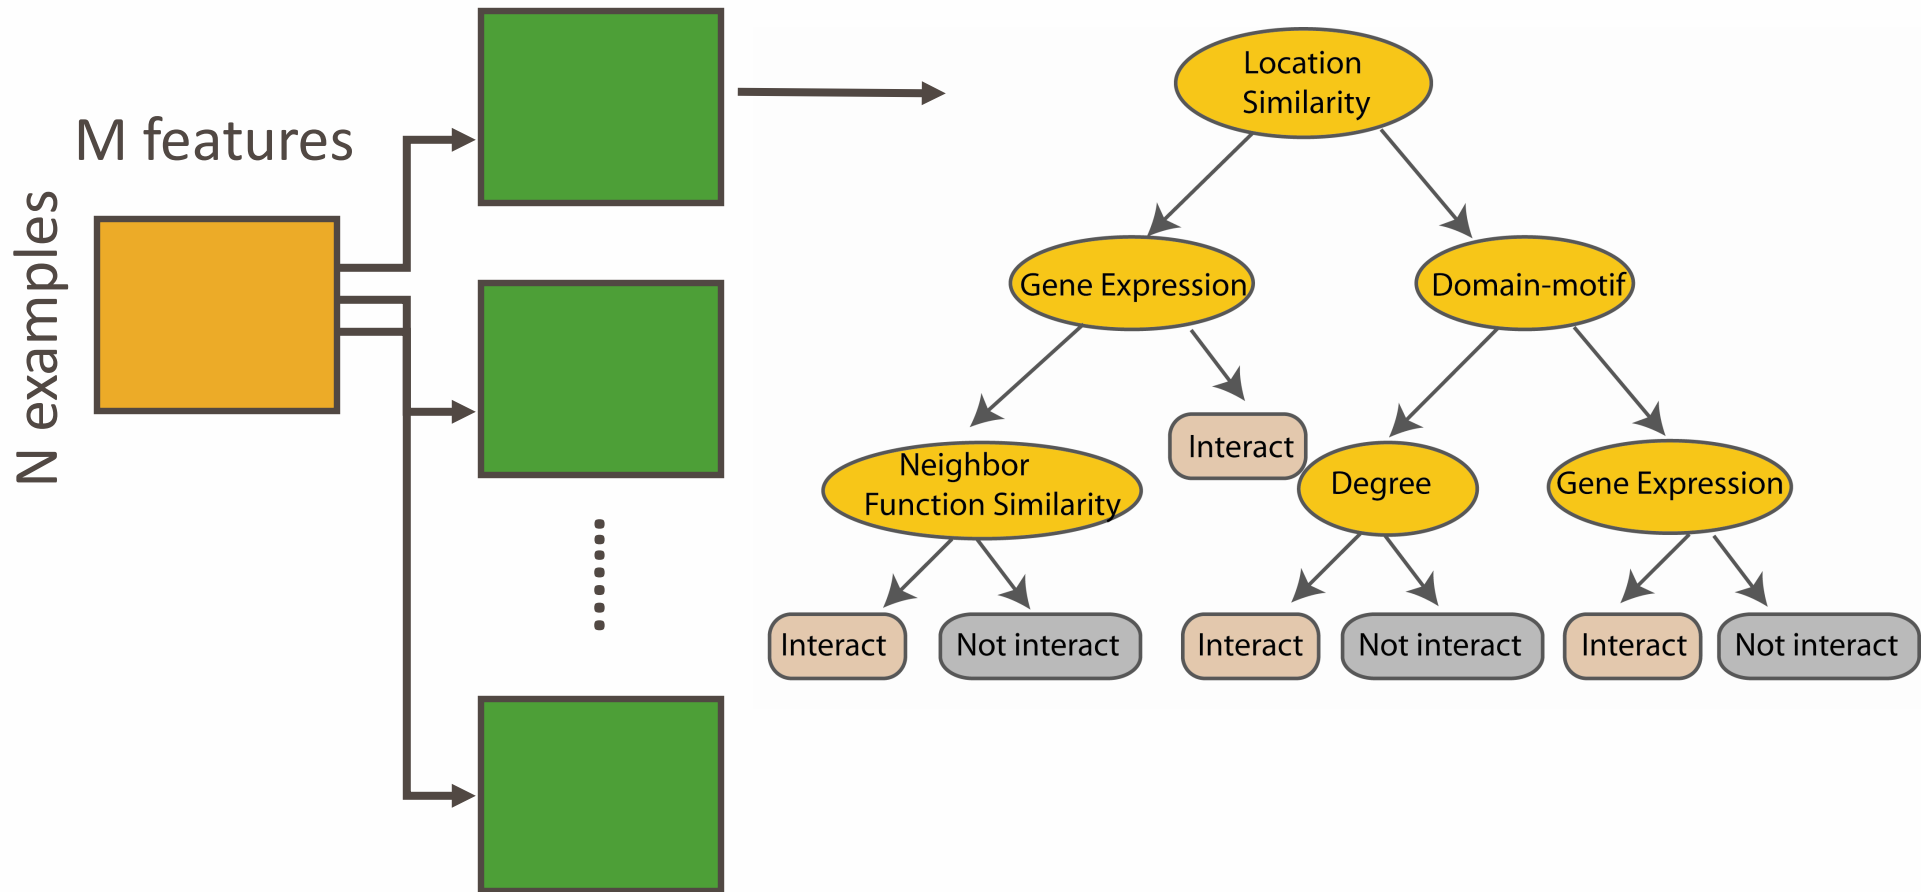 M features
N examples
Location
Similarity
Gene Expression
Domain-motif
Interact
Neighbor
Function Similarity
Degree
Gene Expression
Interact
Not interact
Interact
Not interact
Interact
Not interact